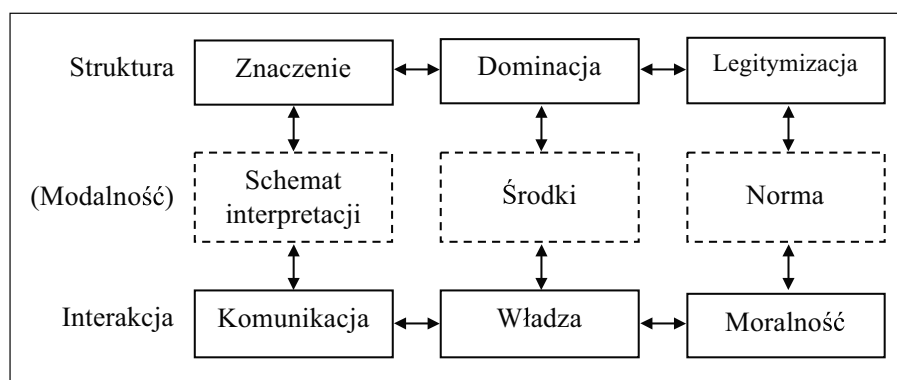 Struktura Znaczenie Dominacja Legitymizacja
(Modalność) Schemat interpretacji Środki Norma
Interakcja Komunikacja Władza Moralność